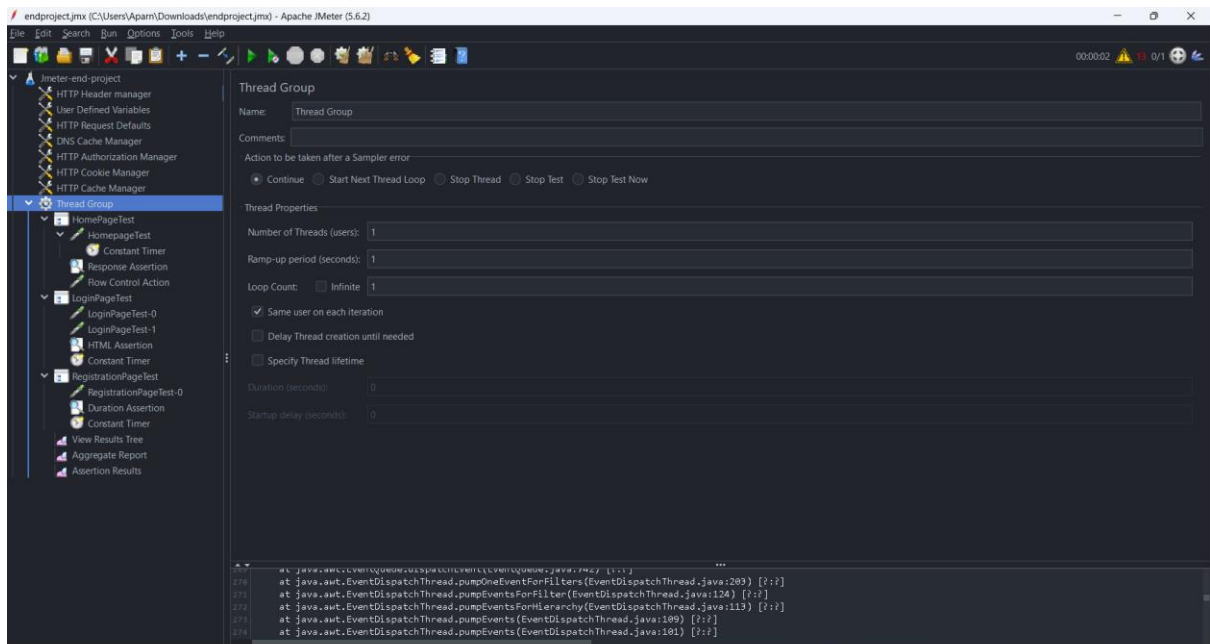 endproject.jmx (C:\Users\Aparn\Downloads\endproject.jmx) - Apache JMeter (5.6.2)
File Edit Search Run Options Tools Help
00:00:02 13 0/1
Jmeter-end-project
HTTP Header manager
User Defined Variables
HTTP Request Defaults
DNS Cache Manager
HTTP Authorization Manager
HTTP Cookie Manager
HTTP Cache Manager
Thread Group
HomePageTest
HomepageTest
Constant Timer
Response Assertion
Flow Control Action
LoginPageTest
LoginPageTest-0
LoginPageTest-1
HTML Assertion
Constant Timer
RegistrationPageTest
RegistrationPageTest-0
Duration Assertion
Constant Timer
View Results Tree
Aggregate Report
Assertion Results
Thread Group
Name: Thread Group
Comments:
Action to be taken after a Sampler error
Continue Start Next Thread Loop Stop Thread Stop Test Stop Test Now
Thread Properties
Number of Threads (users): 1
Ramp-up period (seconds): 1
Loop Count: Infinite 1
Same user on each iteration
Delay Thread creation until needed
Specify Thread lifetime
Duration (seconds): 0
Startup delay (seconds): 0
269 at java.awt.EventQueue.dispatchEvent(EventQueue.java:742) [?:?]
270 at java.awt.EventDispatchThread.pumpOneEventForFilters(EventDispatchThread.java:203) [?:?]
271 at java.awt.EventDispatchThread.pumpEventsForFilter(EventDispatchThread.java:124) [?:?]
272 at java.awt.EventDispatchThread.pumpEventsForHierarchy(EventDispatchThread.java:113) [?:?]
273 at java.awt.EventDispatchThread.pumpEvents(EventDispatchThread.java:109) [?:?]
274 at java.awt.EventDispatchThread.pumpEvents(EventDispatchThread.java:101) [?:?]